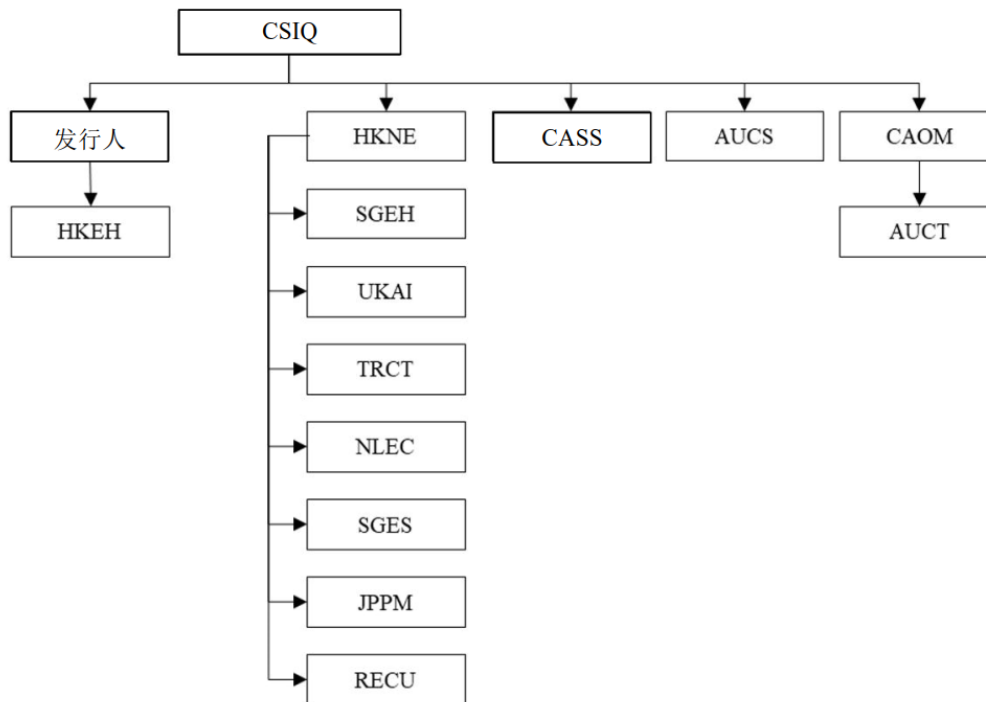 CSIQ
发行人
HKNE
CASS
AUCS
CAOM
HKEH
SGEH
AUCT
UKAI
TRCT
NLEC
SGES
JPPM
RECU